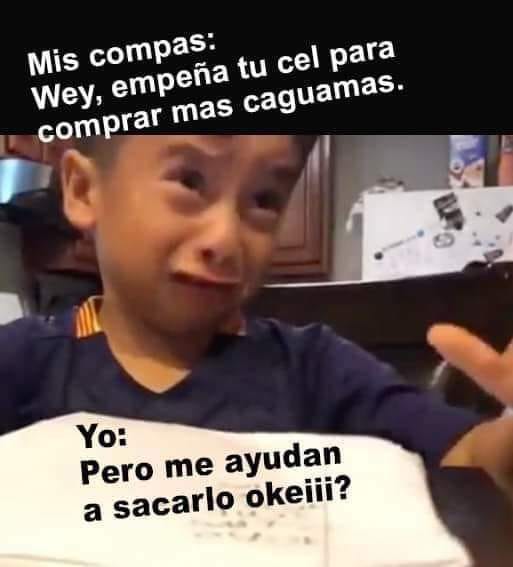 Mis compas:
Wey, empeña tu cel para
comprar mas caguamas.
Yo:
Pero me ayudan
a sacarlo okeiii?